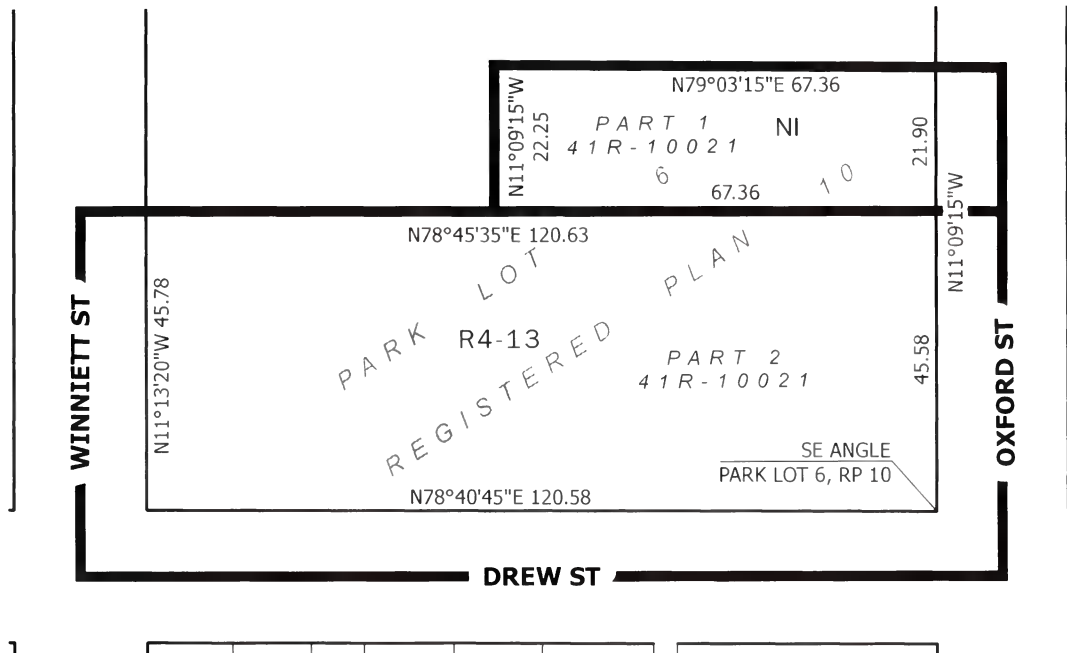 N79°03'15"E 67.36
N11°09'15"W
22.25
PART 1
41R-10021
NI
21.90
6
10
67.36
N11°09'15"W
N78°45'35"E 120.63
PARK LOT
REGISTERED PLAN
N11°13'20"W 45.78
R4-13
PART 2
41R-10021
45.58
WINNIETT ST
OXFORD ST
SE ANGLE
PARK LOT 6, RP 10
N78°40'45"E 120.58
DREW ST